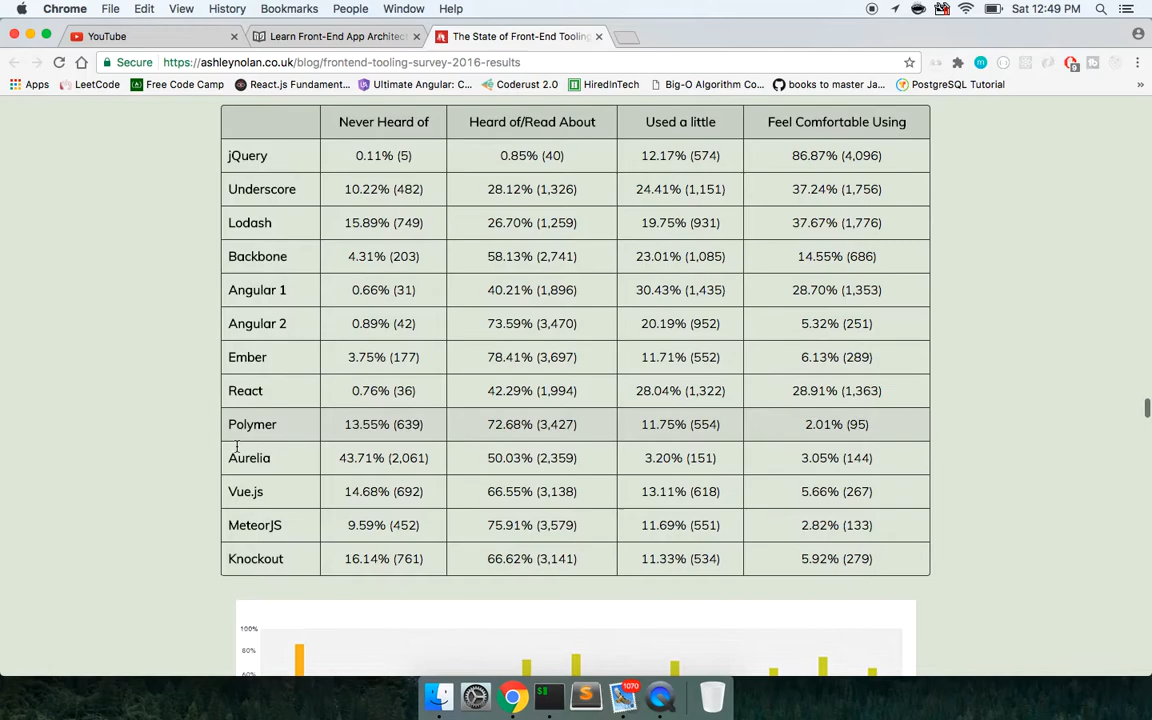 Chrome File Edit View History Bookmarks People Window Help Sat 12:49 PM
YouTube Learn Front-End App Architec The State of Front-End Tooling
Secure https://ashleynolan.co.uk/blog/frontend-tooling-survey-2016-results
Apps LeetCode Free Code Camp React.js Fundament... Ultimate Angular: C... Coderust 2.0 HiredInTech Big-O Algorithm Co... books to master Ja... PostgreSQL Tutorial »
Never Heard of Heard of/Read About Used a little Feel Comfortable Using
jQuery 0.11% (5) 0.85% (40) 12.17% (574) 86.87% (4,096)
Underscore 10.22% (482) 28.12% (1,326) 24.41% (1,151) 37.24% (1,756)
Lodash 15.89% (749) 26.70% (1,259) 19.75% (931) 37.67% (1,776)
Backbone 4.31% (203) 58.13% (2,741) 23.01% (1,085) 14.55% (686)
Angular 1 0.66% (31) 40.21% (1,896) 30.43% (1,435) 28.70% (1,353)
Angular 2 0.89% (42) 73.59% (3,470) 20.19% (952) 5.32% (251)
Ember 3.75% (177) 78.41% (3,697) 11.71% (552) 6.13% (289)
React 0.76% (36) 42.29% (1,994) 28.04% (1,322) 28.91% (1,363)
Polymer 13.55% (639) 72.68% (3,427) 11.75% (554) 2.01% (95)
Aurelia 43.71% (2,061) 50.03% (2,359) 3.20% (151) 3.05% (144)
Vue.js 14.68% (692) 66.55% (3,138) 13.11% (618) 5.66% (267)
MeteorJS 9.59% (452) 75.91% (3,579) 11.69% (551) 2.82% (133)
Knockout 16.14% (761) 66.62% (3,141) 11.33% (534) 5.92% (279)
100%
80%
1070